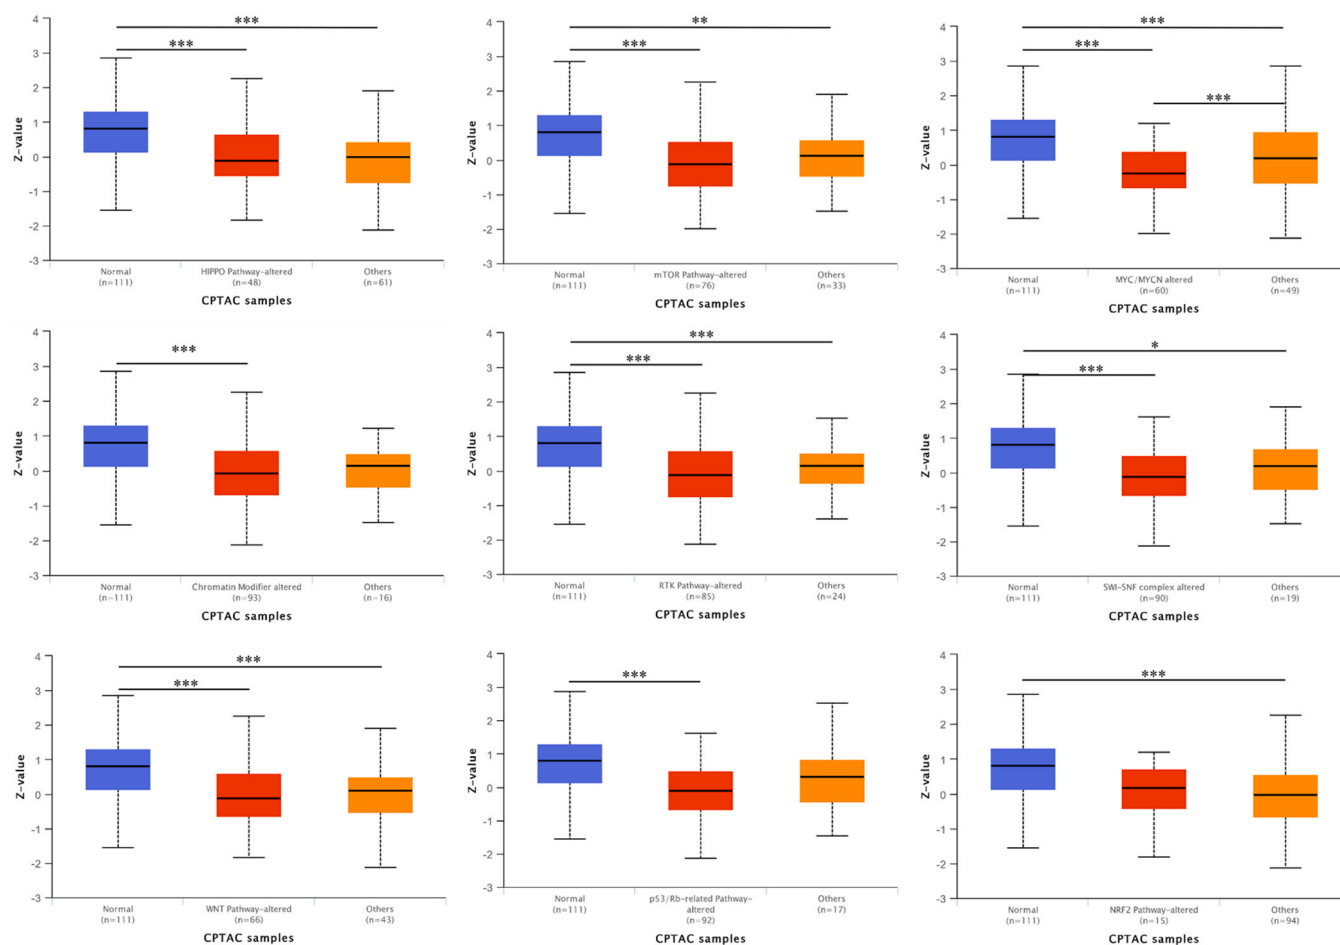 ***
***
4
3
2
1
0
-1
-2
-3
Z-value
Normal
(n=111)
HIPPO Pathway-altered
(n=48)
Others
(n=61)
CPTAC samples
**
***
4
3
2
1
0
-1
-2
-3
Z-value
Normal
(n=111)
mTOR Pathway-altered
(n=76)
Others
(n=33)
CPTAC samples
***
***
***
4
3
2
1
0
-1
-2
-3
Z-value
Normal
(n=111)
MYC/MYCN altered
(n=60)
Others
(n=49)
CPTAC samples
***
4
3
2
1
0
-1
-2
-3
Z-value
Normal
(n=111)
Chromatin Modifier altered
(n=93)
Others
(n=16)
CPTAC samples
***
***
4
3
2
1
0
-1
-2
-3
Z-value
Normal
(n=111)
RTK Pathway-altered
(n=85)
Others
(n=24)
CPTAC samples
*
***
4
3
2
1
0
-1
-2
-3
Z-value
Normal
(n=111)
SWI-SNF complex altered
(n=90)
Others
(n=19)
CPTAC samples
***
***
4
3
2
1
0
-1
-2
-3
Z-value
Normal
(n=111)
WNT Pathway-altered
(n=66)
Others
(n=43)
CPTAC samples
***
4
3
2
1
0
-1
-2
-3
Z-value
Normal
(n=111)
p53/Rb-related Pathway-
altered
(n=92)
Others
(n=17)
CPTAC samples
***
4
3
2
1
0
-1
-2
-3
Z-value
Normal
(n=111)
NRF2 Pathway-altered
(n=15)
Others
(n=94)
CPTAC samples